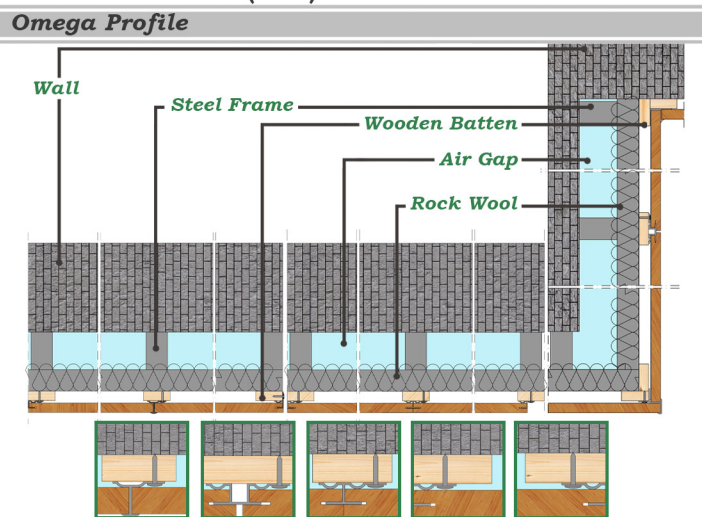 Omega Profile
Wall
Steel Frame
Wooden Batten
Air Gap
Rock Wool